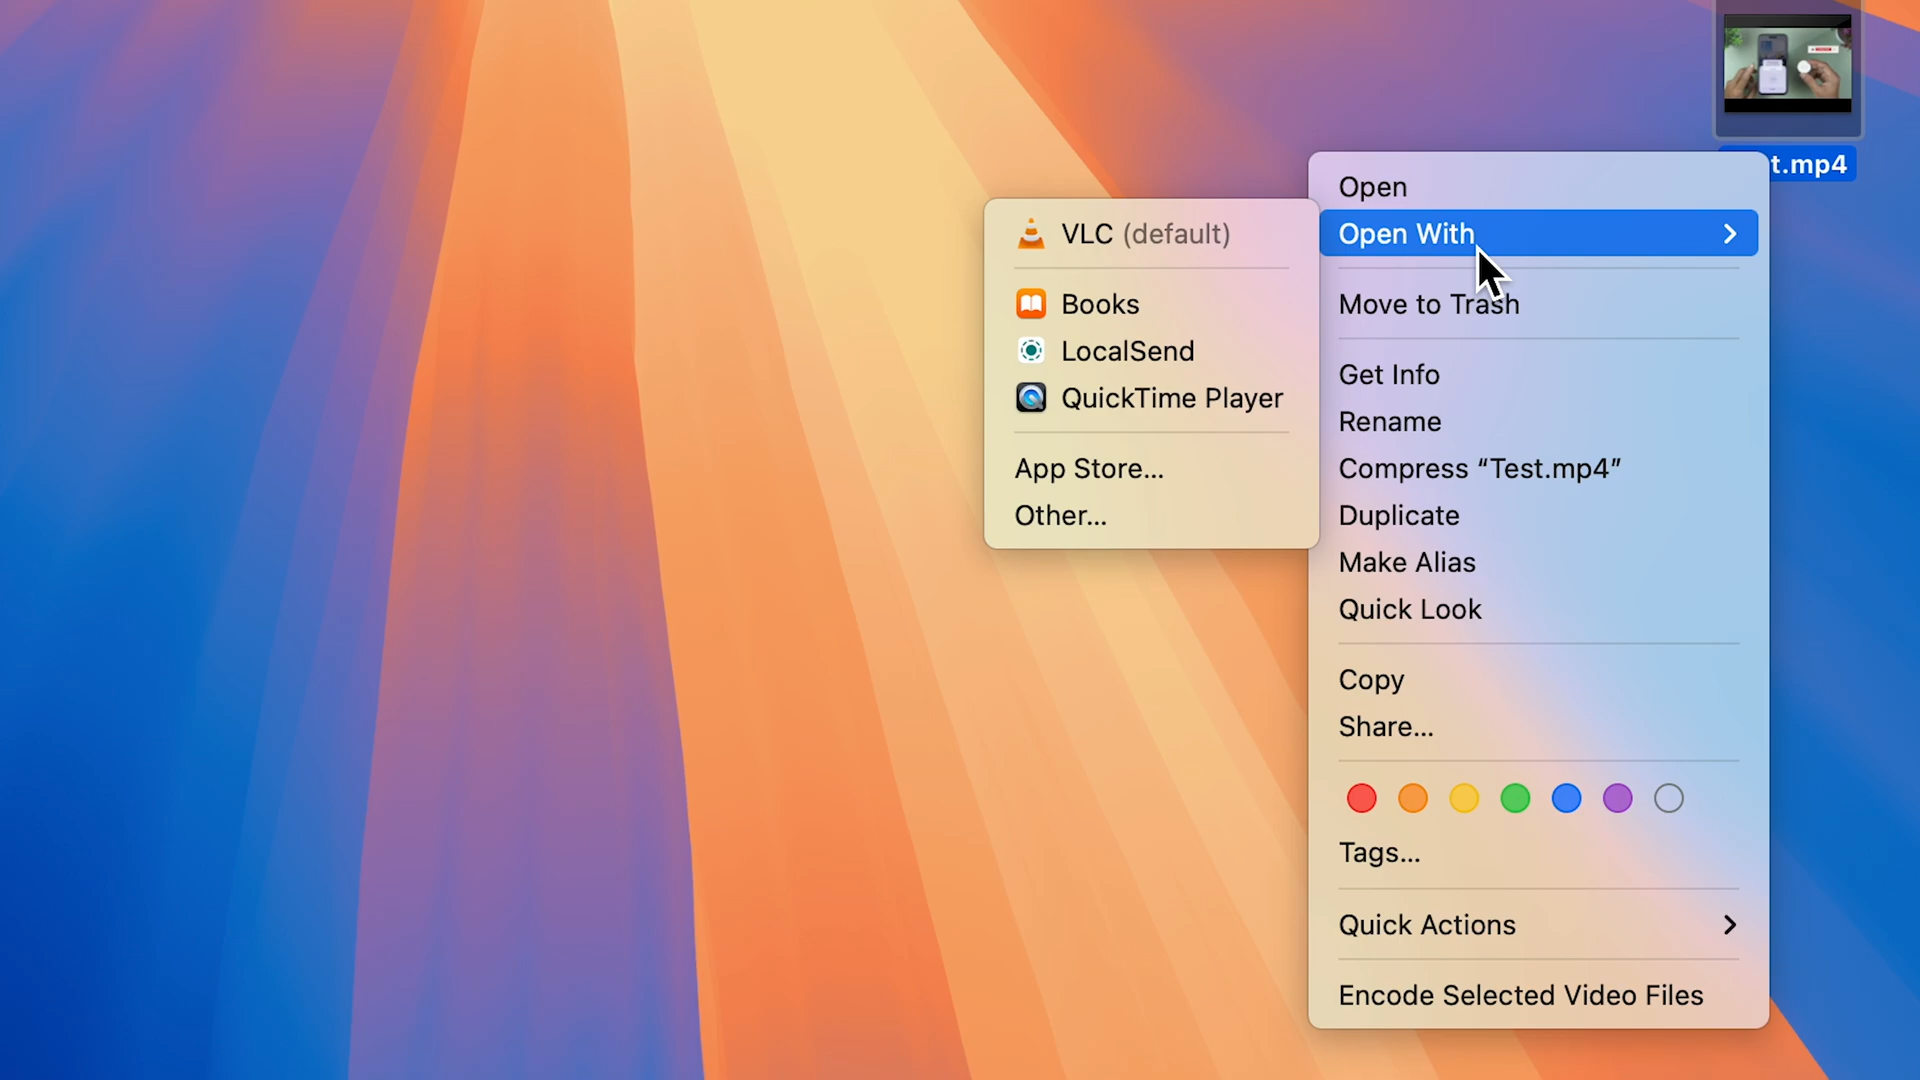 t.mp4
Open
Open With
Move to Trash
Get Info
Rename
Compress “Test.mp4”
Duplicate
Make Alias
Quick Look
Copy
Share...
Tags...
Quick Actions
Encode Selected Video Files
VLC (default)
Books
LocalSend
QuickTime Player
App Store...
Other...